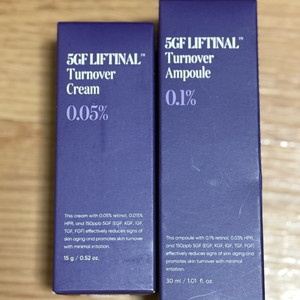 5GF LIFTINAL™
Turnover
Cream
0.05%
This cream with 0.05% retinol, 0.015%
HPR, and 150ppb 5GF (EGF, KGF, IGF,
TGF, FGF) effectively reduces signs of
skin aging and promotes skin turnover
with minimal irritation.
15 g / 0.52 oz.
5GF LIFTINAL™
Turnover
Ampoule
0.1%
This ampoule with 0.1% retinol, 0.03% HPR,
and 150ppb 5GF (EGF, KGF, IGF, TGF, FGF)
effectively reduces signs of skin aging and
promotes skin turnover with minimal
irritation.
30 ml / 1.01 fl. oz.